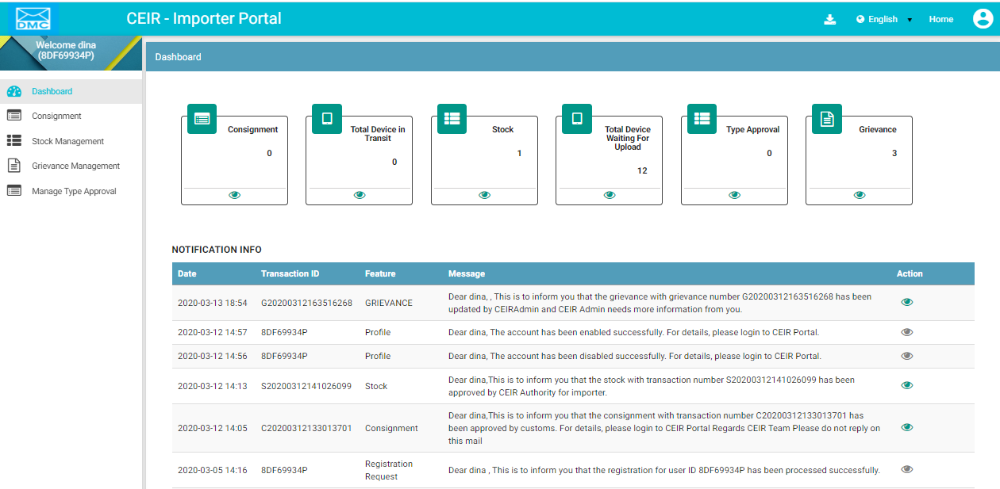 DMC
CEIR - Importer Portal
English
Home
Welcome dina
(8DF69934P)
Dashboard
Dashboard
Consignment
Stock Management
Grievance Management
Manage Type Approval
Consignment
0
Total Device in
Transit
0
Stock
1
Total Device
Waiting For
Upload
12
Type Approval
0
Grievance
3
NOTIFICATION INFO
Date Transaction ID Feature Message Action
2020-03-13 18:54 G20200312163516268 GRIEVANCE Dear dina, , This is to inform you that the grievance with grievance number G20200312163516268 has been
updated by CEIRAdmin and CEIR Admin needs more information from you.
2020-03-12 14:57 8DF69934P Profile Dear dina, The account has been enabled successfully. For details, please login to CEIR Portal.
2020-03-12 14:56 8DF69934P Profile Dear dina, The account has been disabled successfully. For details, please login to CEIR Portal.
2020-03-12 14:13 S20200312141026099 Stock Dear dina,This is to inform you that the stock with transaction number S20200312141026099 has been
approved by CEIR Authority for importer.
2020-03-12 14:05 C20200312133013701 Consignment Dear dina,This is to inform you that the consignment with transaction number C20200312133013701 has
been approved by customs. For details, please login to CEIR Portal Regards CEIR Team Please do not reply on
this mail
2020-03-05 14:16 8DF69934P Registration
Request Dear dina , This is to inform you that the registration for user ID 8DF69934P has been processed successfully.